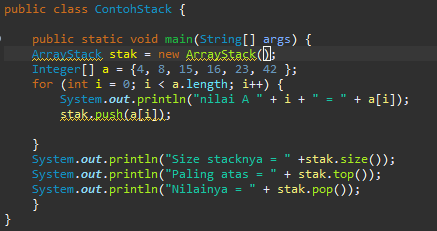 public class ContohStack {
public static void main(String[] args) {
ArrayStack stak = new ArrayStack();
Integer[] a = {4, 8, 15, 16, 23, 42 };
for (int i = 0; i < a.length; i++) {
System.out.println("nilai A " + i + " = " + a[i]);
stak.push(a[i]);
}
System.out.println("Size stacknya = " +stak.size());
System.out.println("Paling atas = " + stak.top());
System.out.println("Nilainya = " + stak.pop());
}
}